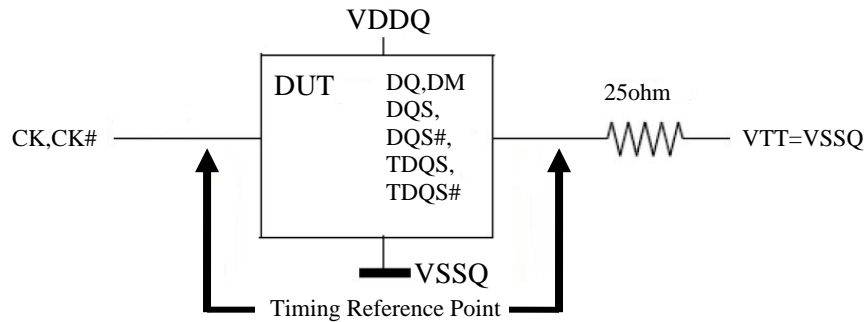 VDDQ
DUT
DQ,DM
DQS,
DQS#,
TDQS,
TDQS#
25ohm
CK,CK#
VTT=VSSQ
VSSQ
Timing Reference Point